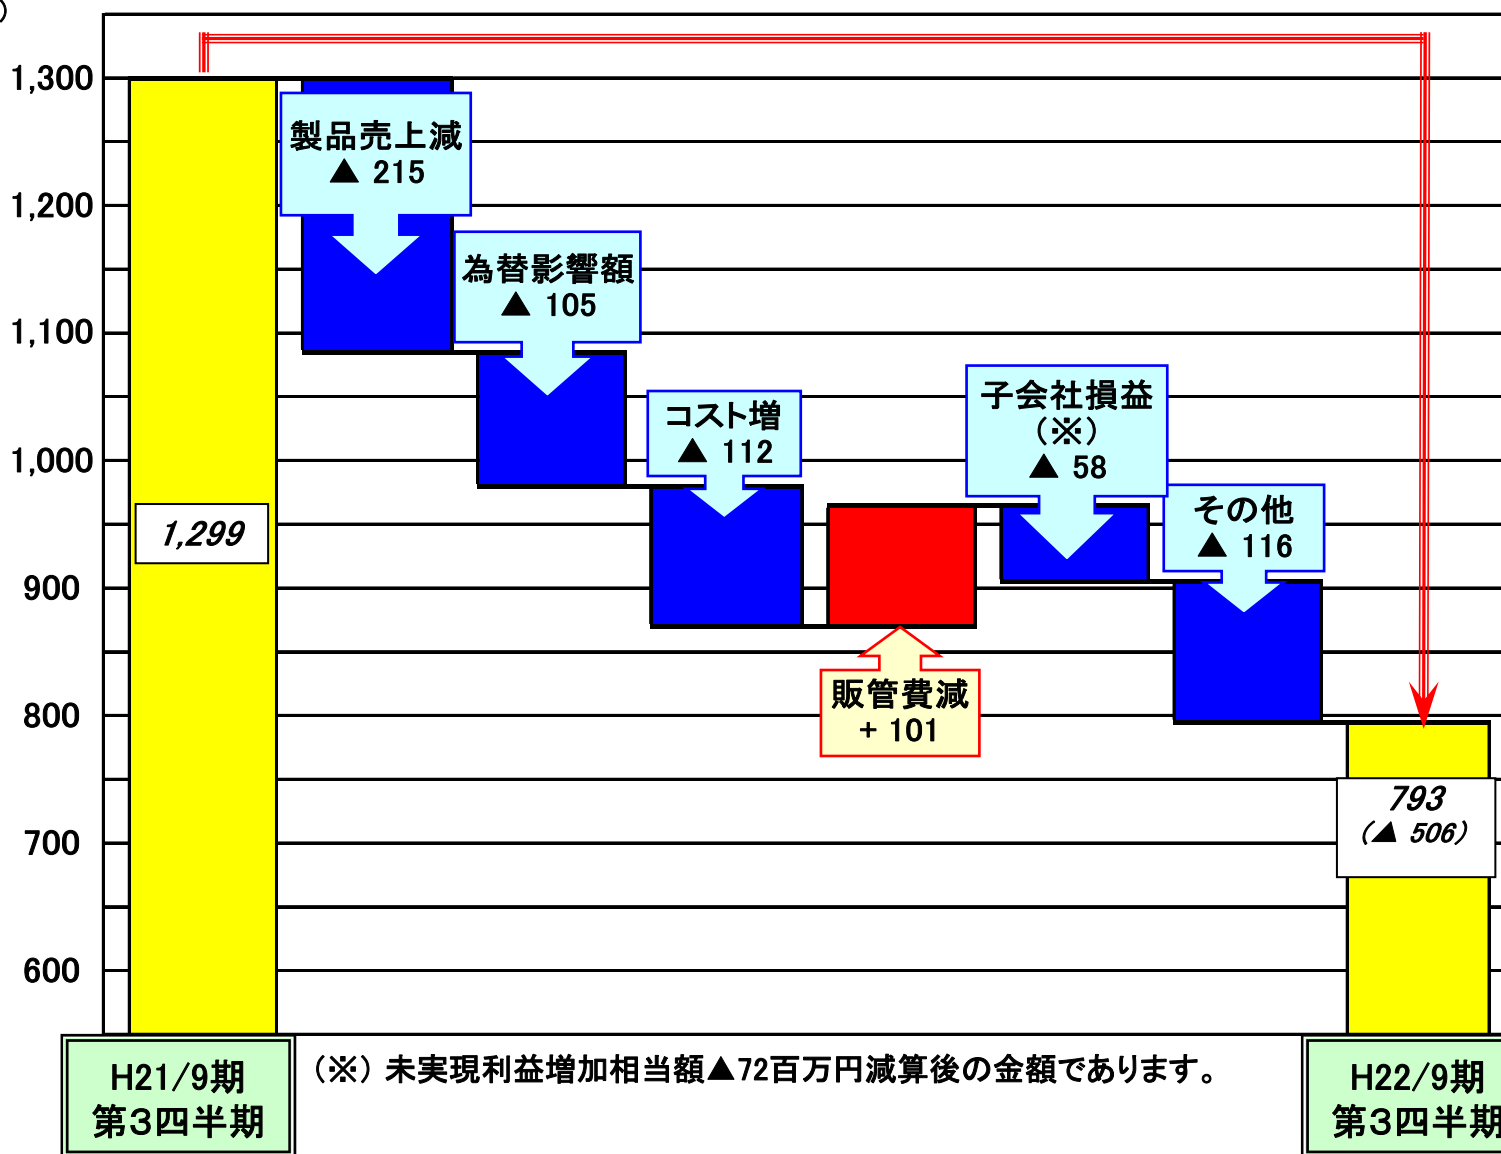 )
1,300
1,200
1,100
1,000
900
800
700
600
製品売上減
▲ 215
為替影響額
▲ 105
コスト増
▲ 112
子会社損益
(※)
▲ 58
その他
▲ 116
1,299
販管費減
+ 101
793
(▲ 506)
H21/9期
第3四半期
(※) 未実現利益増加相当額▲72百万円減算後の金額であります。
H22/9期
第3四半期